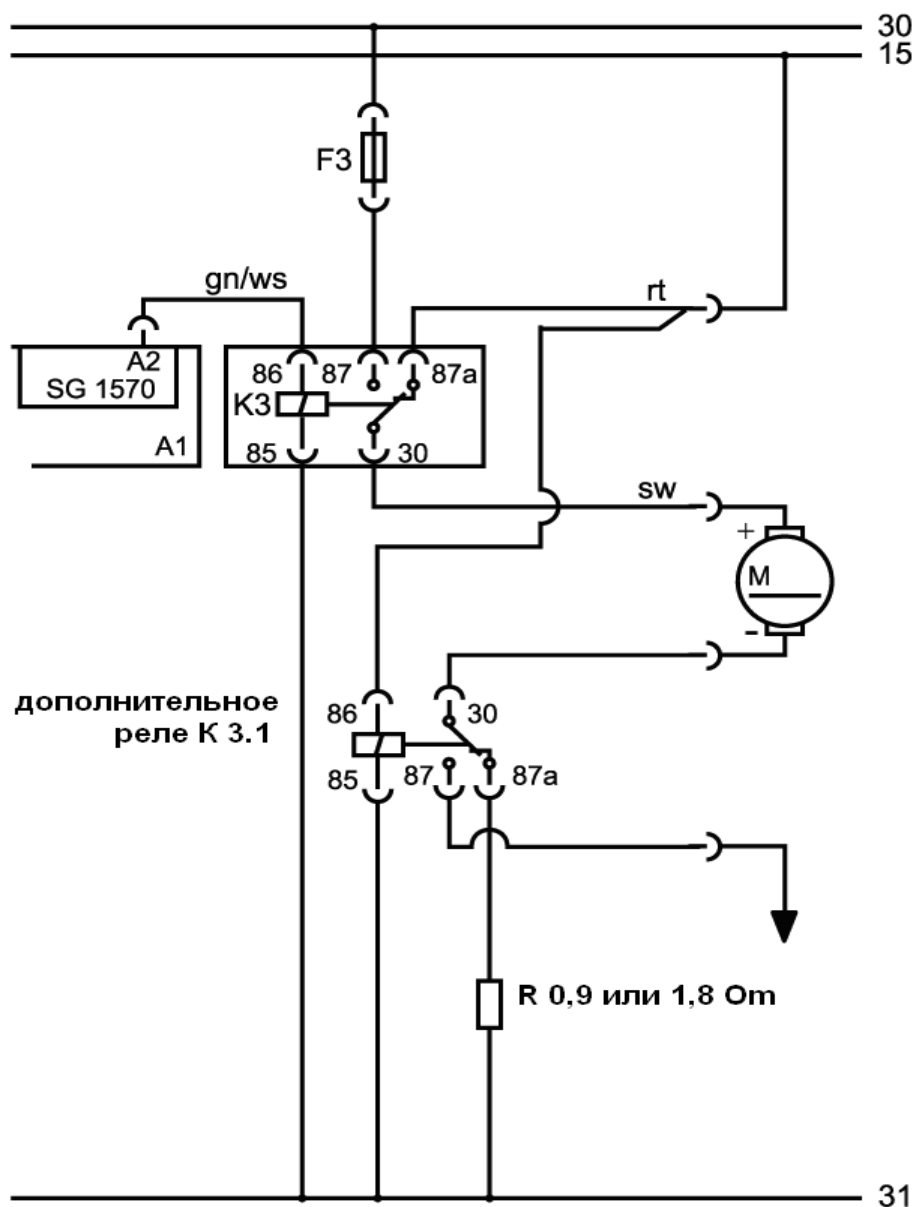 30
15
F3
gn/ws
rt
A2
SG 1570
A1
86
87
87a
K3
85
30
sw
+
M
-
дополнительное
реле К 3.1
86
30
85
87
87a
R 0,9 или 1,8 Om
31